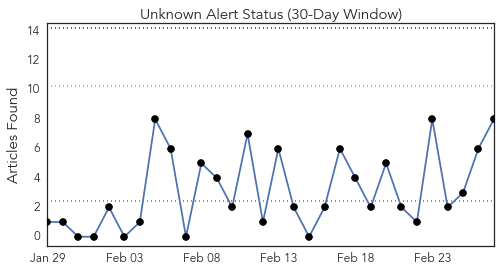 Unknown Alert Status (30-Day Window)
14
12
10
8
6
4
2
0
Articles Found
Jan 29 Feb 03 Feb 08 Feb 13 Feb 18 Feb 23